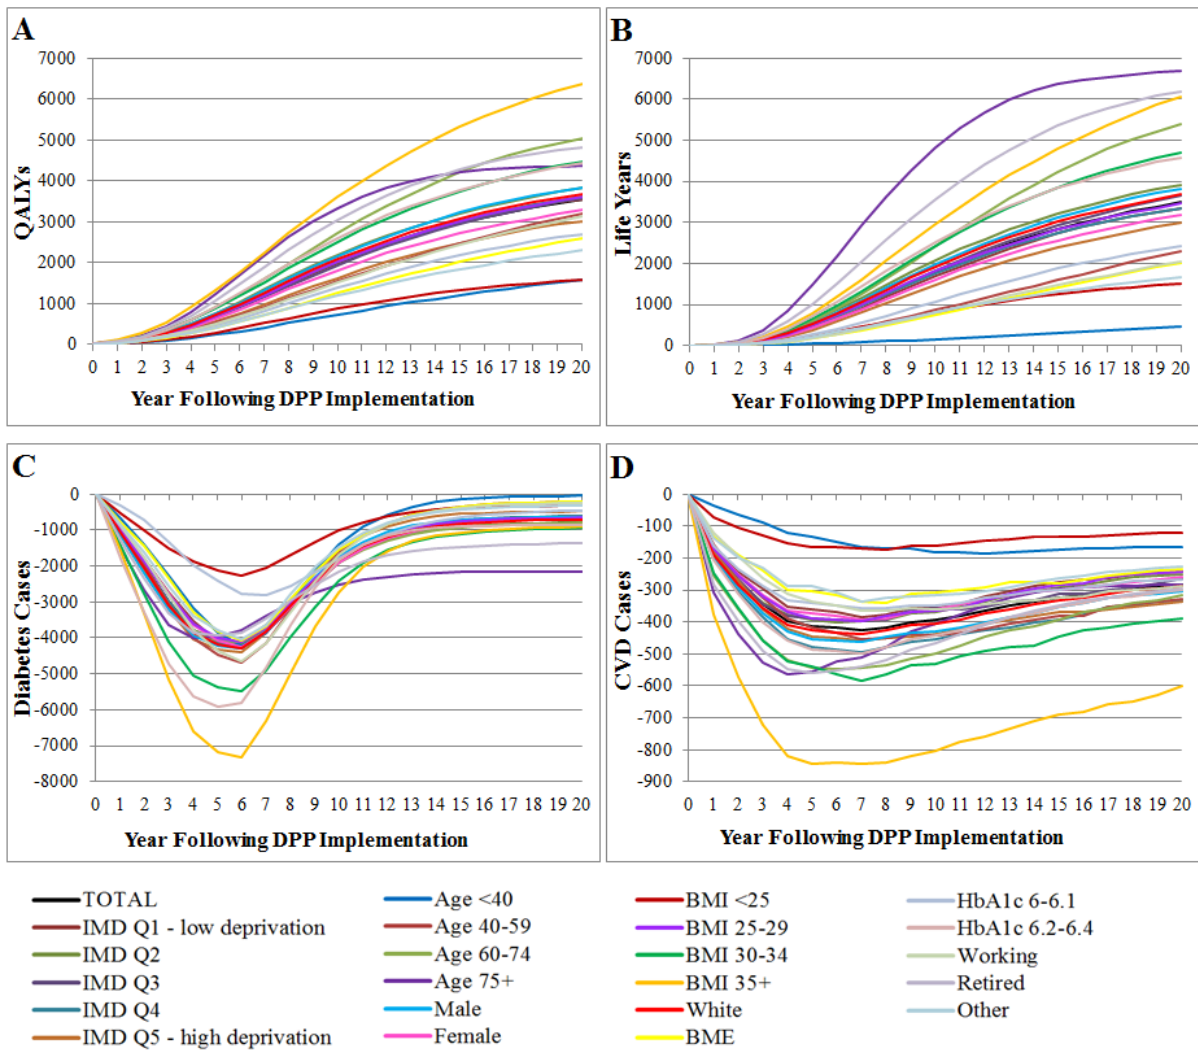 A
7000
6000
5000
4000
3000
2000
1000
0
QALYs
0 1 2 3 4 5 6 7 8 9 10 11 12 13 14 15 16 17 18 19 20
Year Following DPP Implementation
B
7000
6000
5000
4000
3000
2000
1000
0
Life Years
0 1 2 3 4 5 6 7 8 9 10 11 12 13 14 15 16 17 18 19 20
Year Following DPP Implementation
C
0
-1000
-2000
-3000
-4000
-5000
-6000
-7000
-8000
Diabetes Cases
0 1 2 3 4 5 6 7 8 9 10 11 12 13 14 15 16 17 18 19 20
Year Following DPP Implementation
D
0
-100
-200
-300
-400
-500
-600
-700
-800
-900
CVD Cases
0 1 2 3 4 5 6 7 8 9 10 11 12 13 14 15 16 17 18 19 20
Year Following DPP Implementation
TOTAL
IMD Q1 - low deprivation
IMD Q2
IMD Q3
IMD Q4
IMD Q5 - high deprivation
Age <40
Age 40-59
Age 60-74
Age 75+
Male
Female
BMI <25
BMI 25-29
BMI 30-34
BMI 35+
White
BME
HbA1c 6-6.1
HbA1c 6.2-6.4
Working
Retired
Other